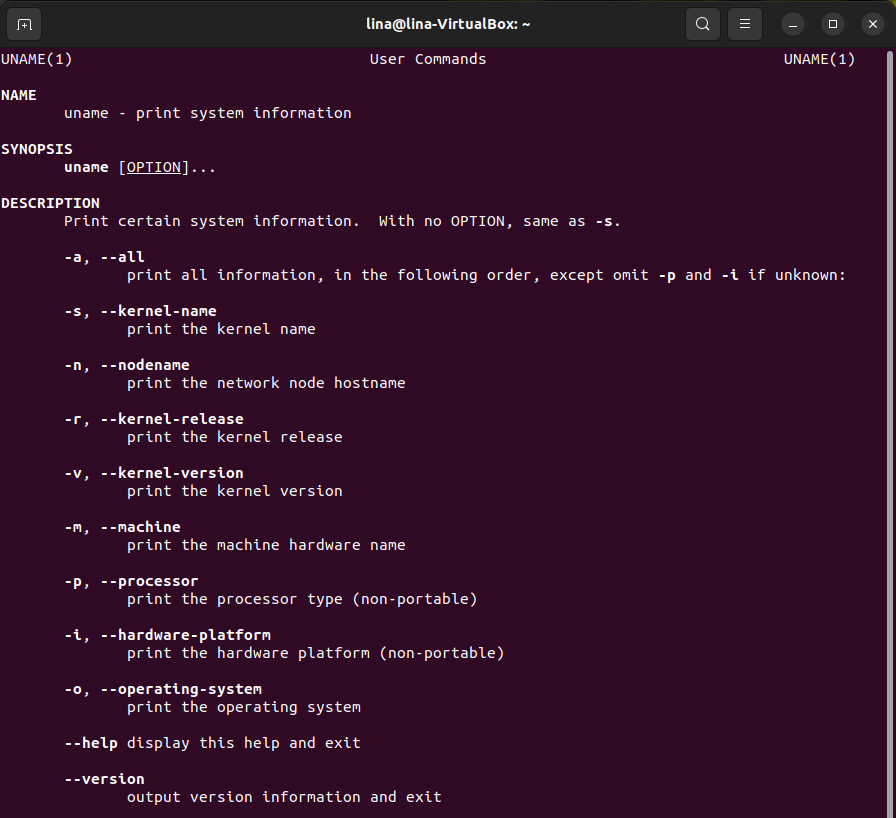 lina@lina-VirtualBox: ~
UNAME(1) User Commands UNAME(1)
NAME
uname - print system information
SYNOPSIS
uname [OPTION]...
DESCRIPTION
Print certain system information.  With no OPTION, same as -s.
-a, --all
print all information, in the following order, except omit -p and -i if unknown:
-s, --kernel-name
print the kernel name
-n, --nodename
print the network node hostname
-r, --kernel-release
print the kernel release
-v, --kernel-version
print the kernel version
-m, --machine
print the machine hardware name
-p, --processor
print the processor type (non-portable)
-i, --hardware-platform
print the hardware platform (non-portable)
-o, --operating-system
print the operating system
--help display this help and exit
--version
output version information and exit